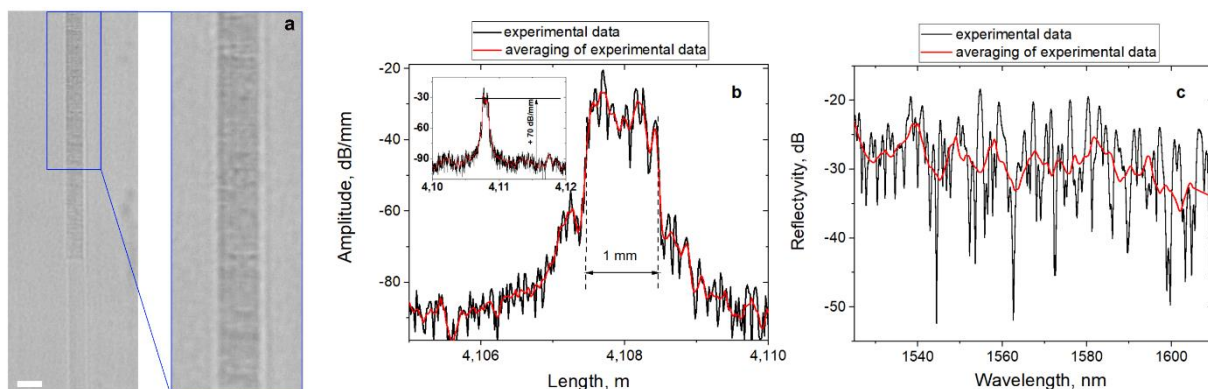 a
experimental data
averaging of experimental data
b
-20
-40
-60
-80
Amplitude, dB/mm
-30
-60
-90
+ 70 dB/mm
4,10
4,11
4,12
1 mm
4,106
4,108
4,110
Length, m
experimental data
averaging of experimental data
c
-20
-30
-40
-50
Reflectyvity, dB
1540
1560
1580
1600
Wavelength, nm